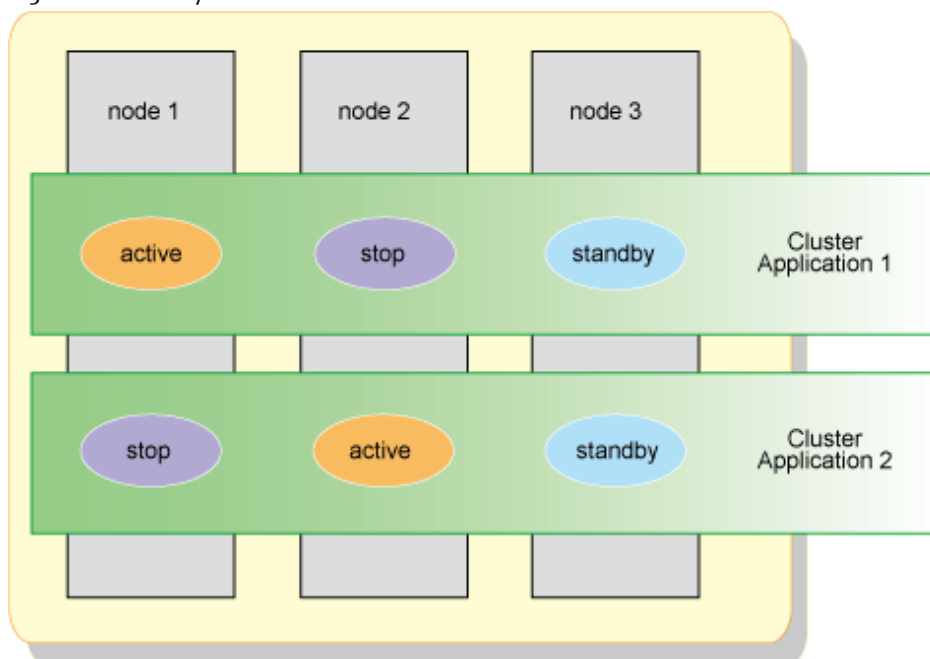 node 1
node 2
node 3
active
stop
standby
Cluster
Application 1
stop
active
standby
Cluster
Application 2